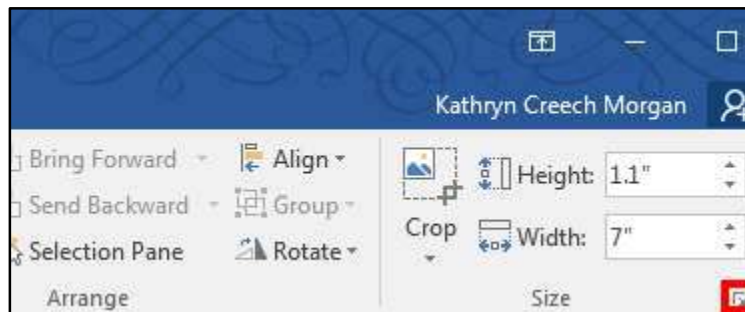 Kathryn Creech Morgan
Bring Forward
Align
Height: 1.1"
Send Backward
Group
Crop
Width: 7"
Selection Pane
Rotate
Arrange
Size